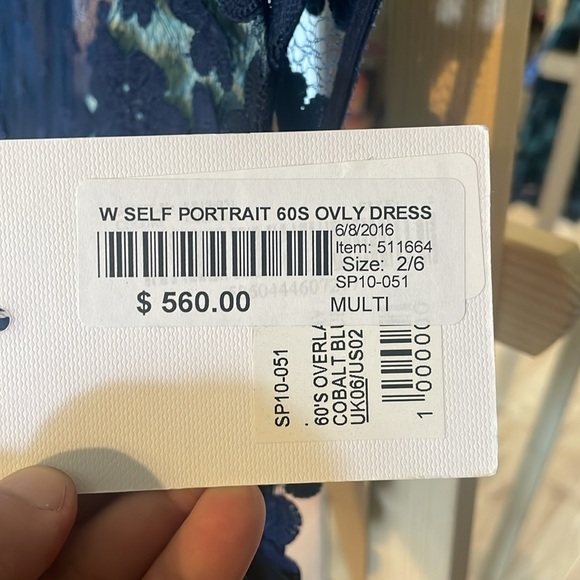 W SELF PORTRAIT 60S OVLY DRESS
6/8/2016
Item: 511664
Size: 2/6
SP10-051
$ 560.00
MULTI
SP10-051
60'S OVERLA
COBALT BLU
UK06/US02